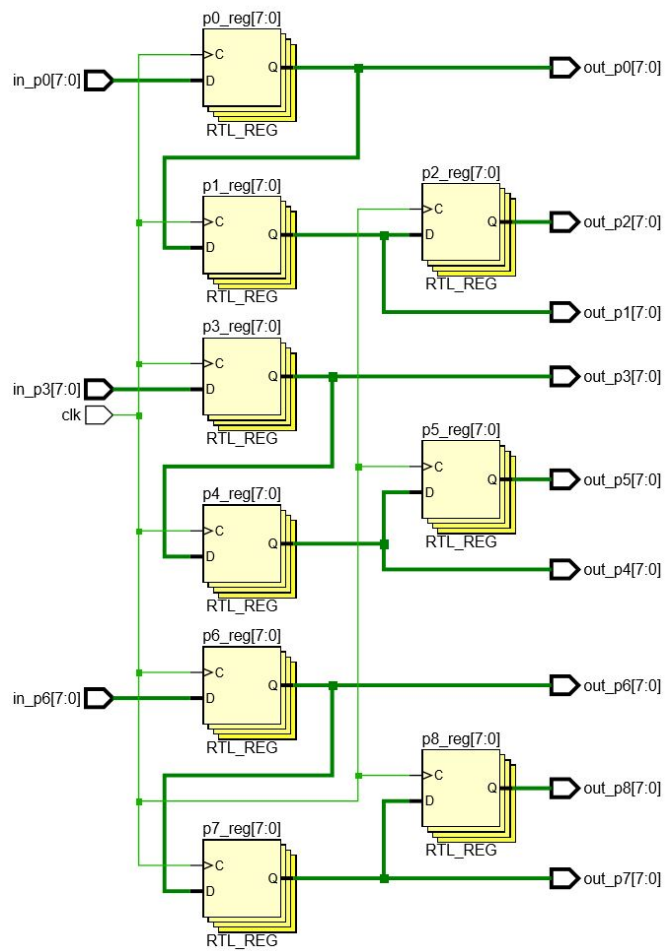 p0_reg[7:0]
C
in_p0[7:0]
D
Q
out_p0[7:0]
RTL_REG
p1_reg[7:0]
C
D
Q
RTL_REG
p2_reg[7:0]
C
D
Q
out_p2[7:0]
RTL_REG
out_p1[7:0]
p3_reg[7:0]
C
in_p3[7:0]
D
Q
out_p3[7:0]
clk
RTL_REG
p4_reg[7:0]
C
D
Q
RTL_REG
p5_reg[7:0]
C
D
Q
out_p5[7:0]
RTL_REG
out_p4[7:0]
p6_reg[7:0]
C
in_p6[7:0]
D
Q
out_p6[7:0]
RTL_REG
p7_reg[7:0]
C
D
Q
RTL_REG
p8_reg[7:0]
C
D
Q
out_p8[7:0]
RTL_REG
out_p7[7:0]